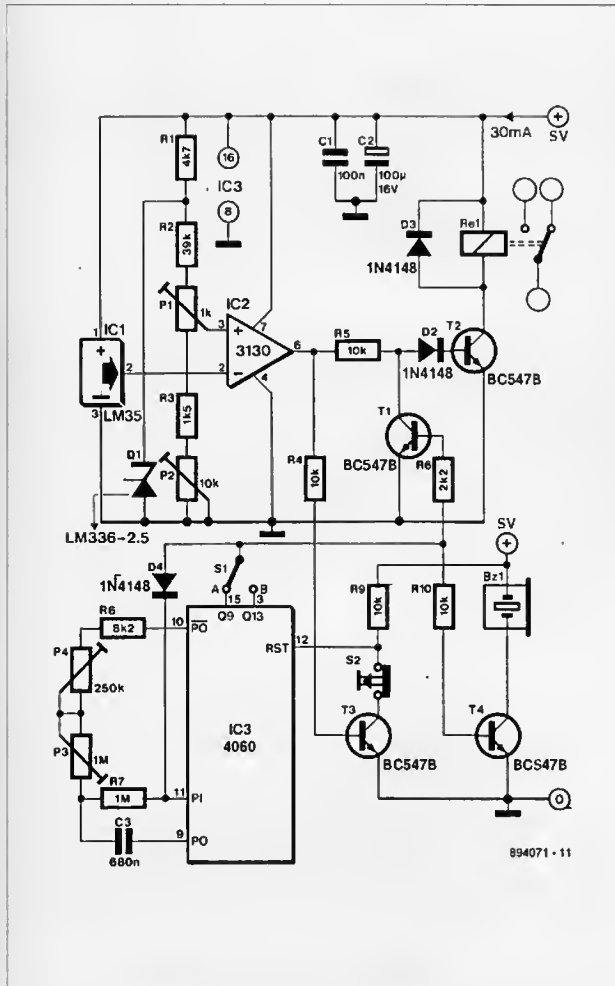 R1
4k7
16
IC3
8
C1
100n
C2
100µ
16V
30mA
+
SV
R2
39k
D3
1N4148
Re1
P1
1k
IC2
IC1
1
+
2
3
LM35
3
+
7
3130
6
2
−
4
R5
10k
D2
1N4148
T2
BC547B
R3
1k5
T1
BC547B
R4
10k
R6
2k2
D1
P2
10k
LM336-2.5
SV
D4
1N4148
S1
A
B
15
3
Q9
Q13
R9
10k
R10
10k
Bz1
R6
8k2
10
PO
RST
12
P4
250k
S2
IC3
4060
T3
BC547B
T4
BCS47B
P3
1M
R7
1M
11
PI
C3
680n
9
PO
0
894071 - 11